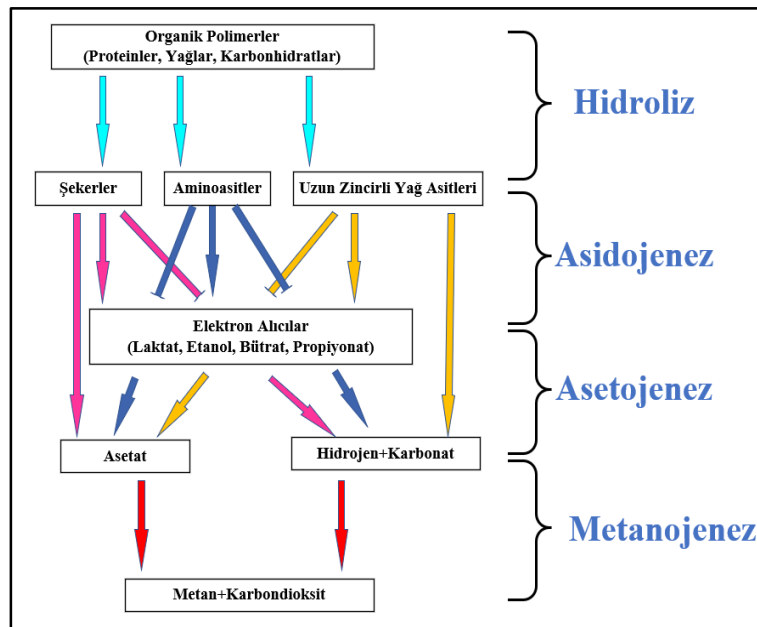 Organik Polimerler
(Proteinler, Yağlar, Karbonhidratlar)
Hidroliz
Şekerler
Aminoasitler
Uzun Zincirli Yağ Asitleri
Asidojenez
Elektron Alıcılar
(Laktat, Etanol, Bütrat, Propiyonat)
Asetojenez
Asetat
Hidrojen+Karbonat
Metanojenez
Metan+Karbondioksit